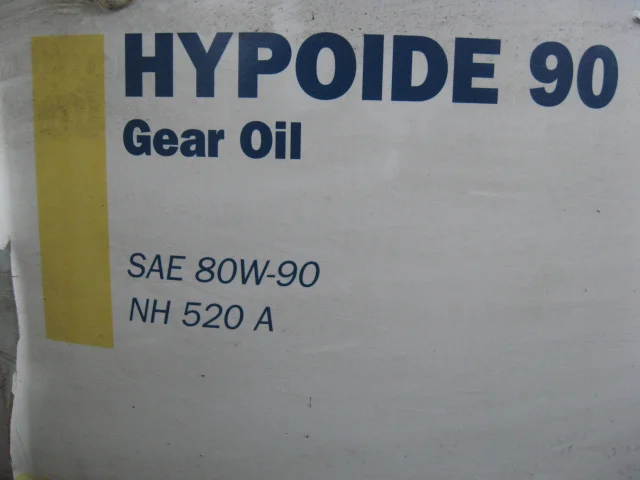 HYPOIDE 90
Gear Oil
SAE 80W-90
NH 520 A